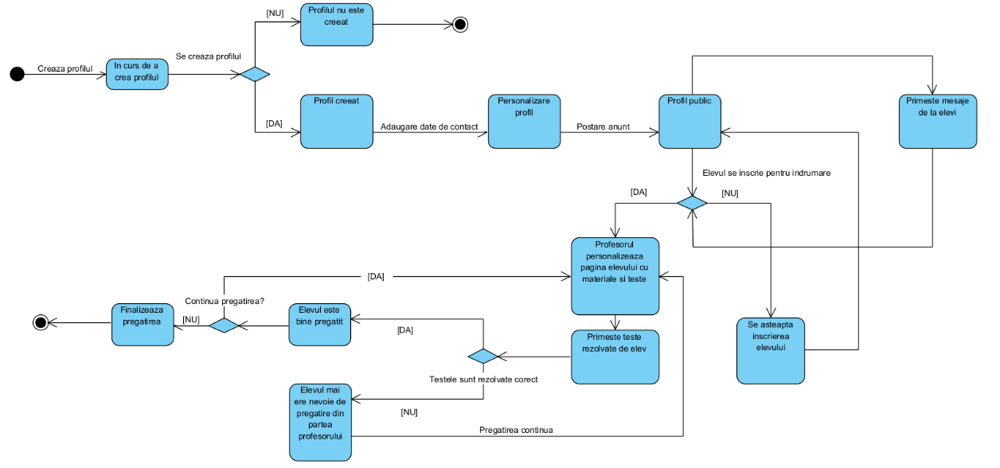 [NU]
Profilul nu este
creeat
Creaza profilul
In curs de a
crea profilul
Se creaza profilul
[DA]
Profil creeat
Adaugare date de contact
Personalizare
profil
Postare anunt
Profil public
Primeste mesaje
de la elevi
Elevul se inscrie pentru indrumare
[DA]
[NU]
Profesorul
personalizeaza
pagina elevului cu
materiale si teste
[DA]
Continua pregatirea?
Finalizeaza
pregatirea
[NU]
Elevul este
bine pregatit
[DA]
Primeste teste
rezolvate de elev
Se asteapta
inscrierea
elevului
Testele sunt rezolvate corect
Elevul mai
ere nevoie de
pregatire din
partea
profesorului
[NU]
Pregatirea continua